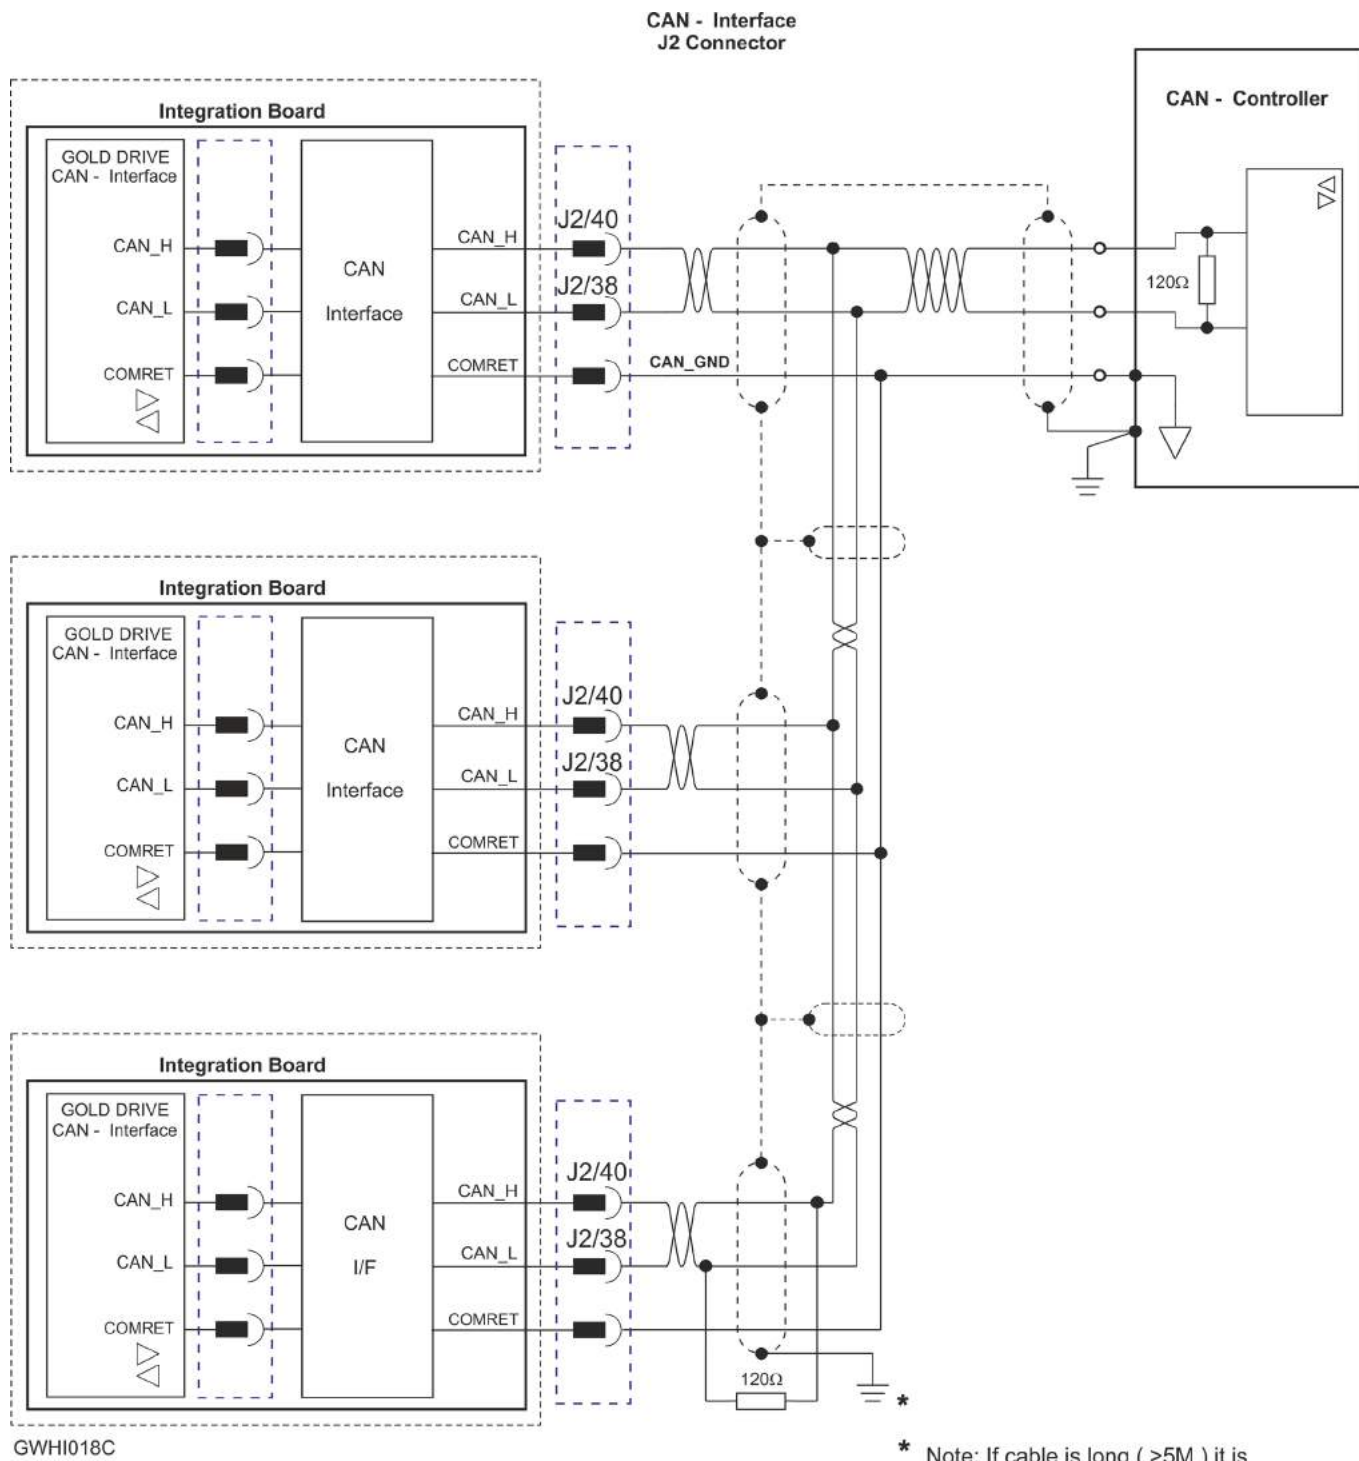 CAN - Interface
J2 Connector
CAN - Controller
120Ω
Integration Board
GOLD DRIVE
CAN - Interface
CAN_H
CAN_L
COMRET
CAN
Interface
CAN_H
CAN_L
COMRET
J2/40
J2/38
CAN_GND
Integration Board
GOLD DRIVE
CAN - Interface
CAN_H
CAN_L
COMRET
CAN
Interface
CAN_H
CAN_L
COMRET
J2/40
J2/38
Integration Board
GOLD DRIVE
CAN - Interface
CAN_H
CAN_L
COMRET
CAN
I/F
CAN_H
CAN_L
COMRET
J2/40
J2/38
120Ω
*
GWHI018C
* Note: If cable is long ( >5M ) it is